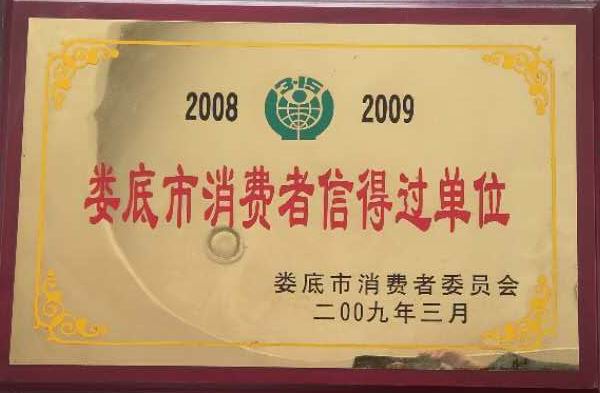 2008 3·15 2009
娄底市消费者信得过单位
娄底市消费者委员会
二00九年三月